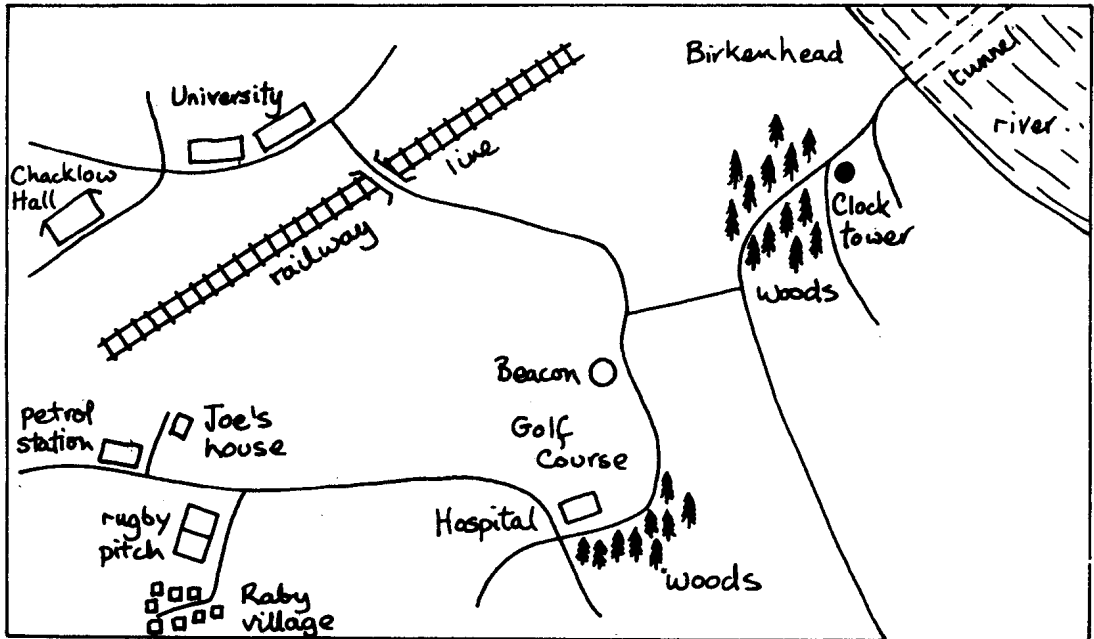 Birkenhead
tunnel
river.
University
line
Chacklow
Hall
railway
Clock
tower
woods
Beacon
Golf
Course
petrol
station
Joe's
house
rugby
pitch
Hospital
woods
Raby
village